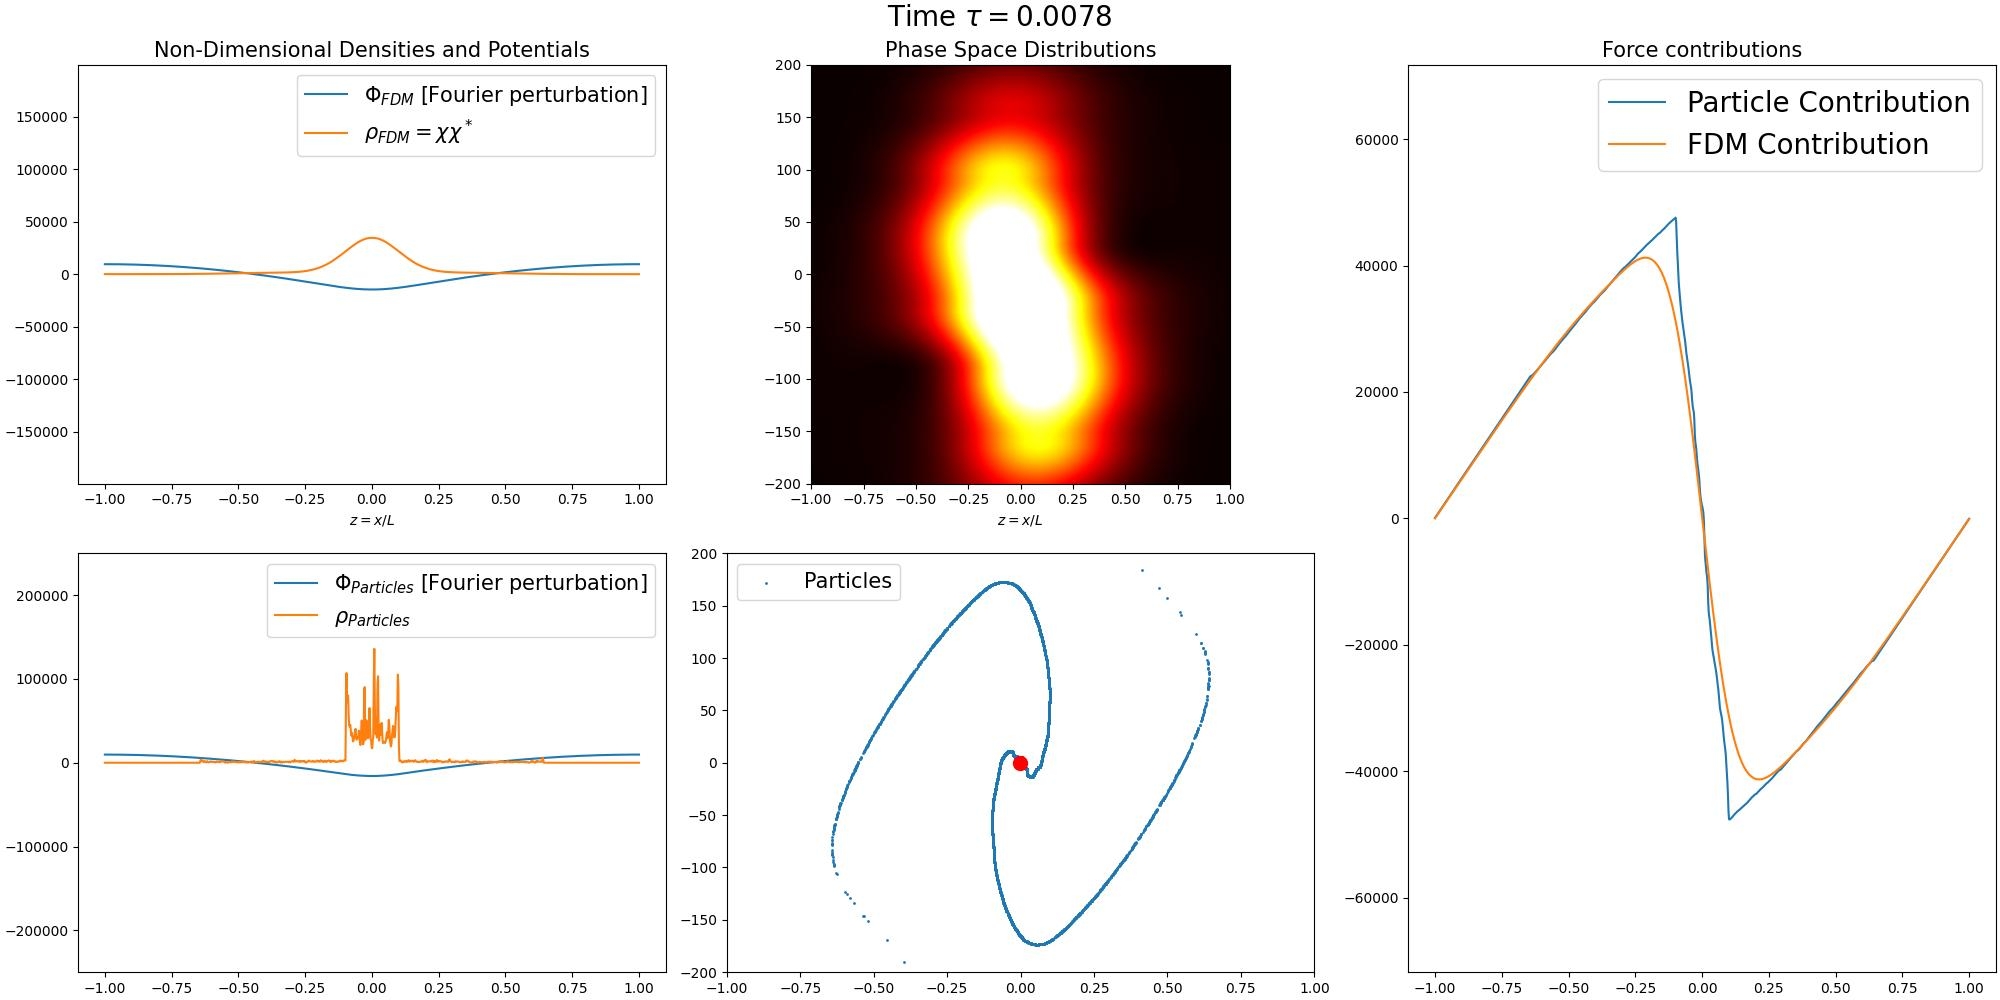 Time τ = 0.0078
Non-Dimensional Densities and Potentials
Φ_FDM [Fourier perturbation]
ρ_FDM = χχ*
150000
100000
50000
0
−50000
−100000
−150000
−1.00 −0.75 −0.50 −0.25 0.00 0.25 0.50 0.75 1.00
z = x/L
Phase Space Distributions
200
150
100
50
0
−50
−100
−150
−200
−1.00 −0.75 −0.50 −0.25 0.00 0.25 0.50 0.75 1.00
z = x/L
Force contributions
Particle Contribution
FDM Contribution
60000
40000
20000
0
−20000
−40000
−60000
−1.00 −0.75 −0.50 −0.25 0.00 0.25 0.50 0.75 1.00
Φ_Particles [Fourier perturbation]
ρ_Particles
200000
100000
0
−100000
−200000
−1.00 −0.75 −0.50 −0.25 0.00 0.25 0.50 0.75 1.00
Particles
200
150
100
50
0
−50
−100
−150
−200
−1.00 −0.75 −0.50 −0.25 0.00 0.25 0.50 0.75 1.00